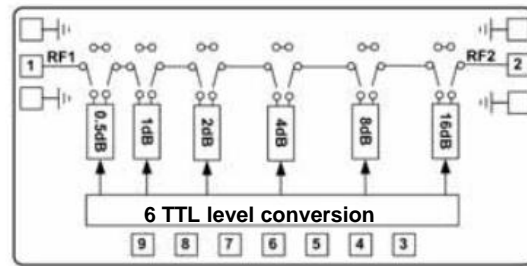 1 RF1 RF2 2
0.5dB 1dB 2dB 4dB 8dB 16dB
6 TTL level conversion
9 8 7 6 5 4 3